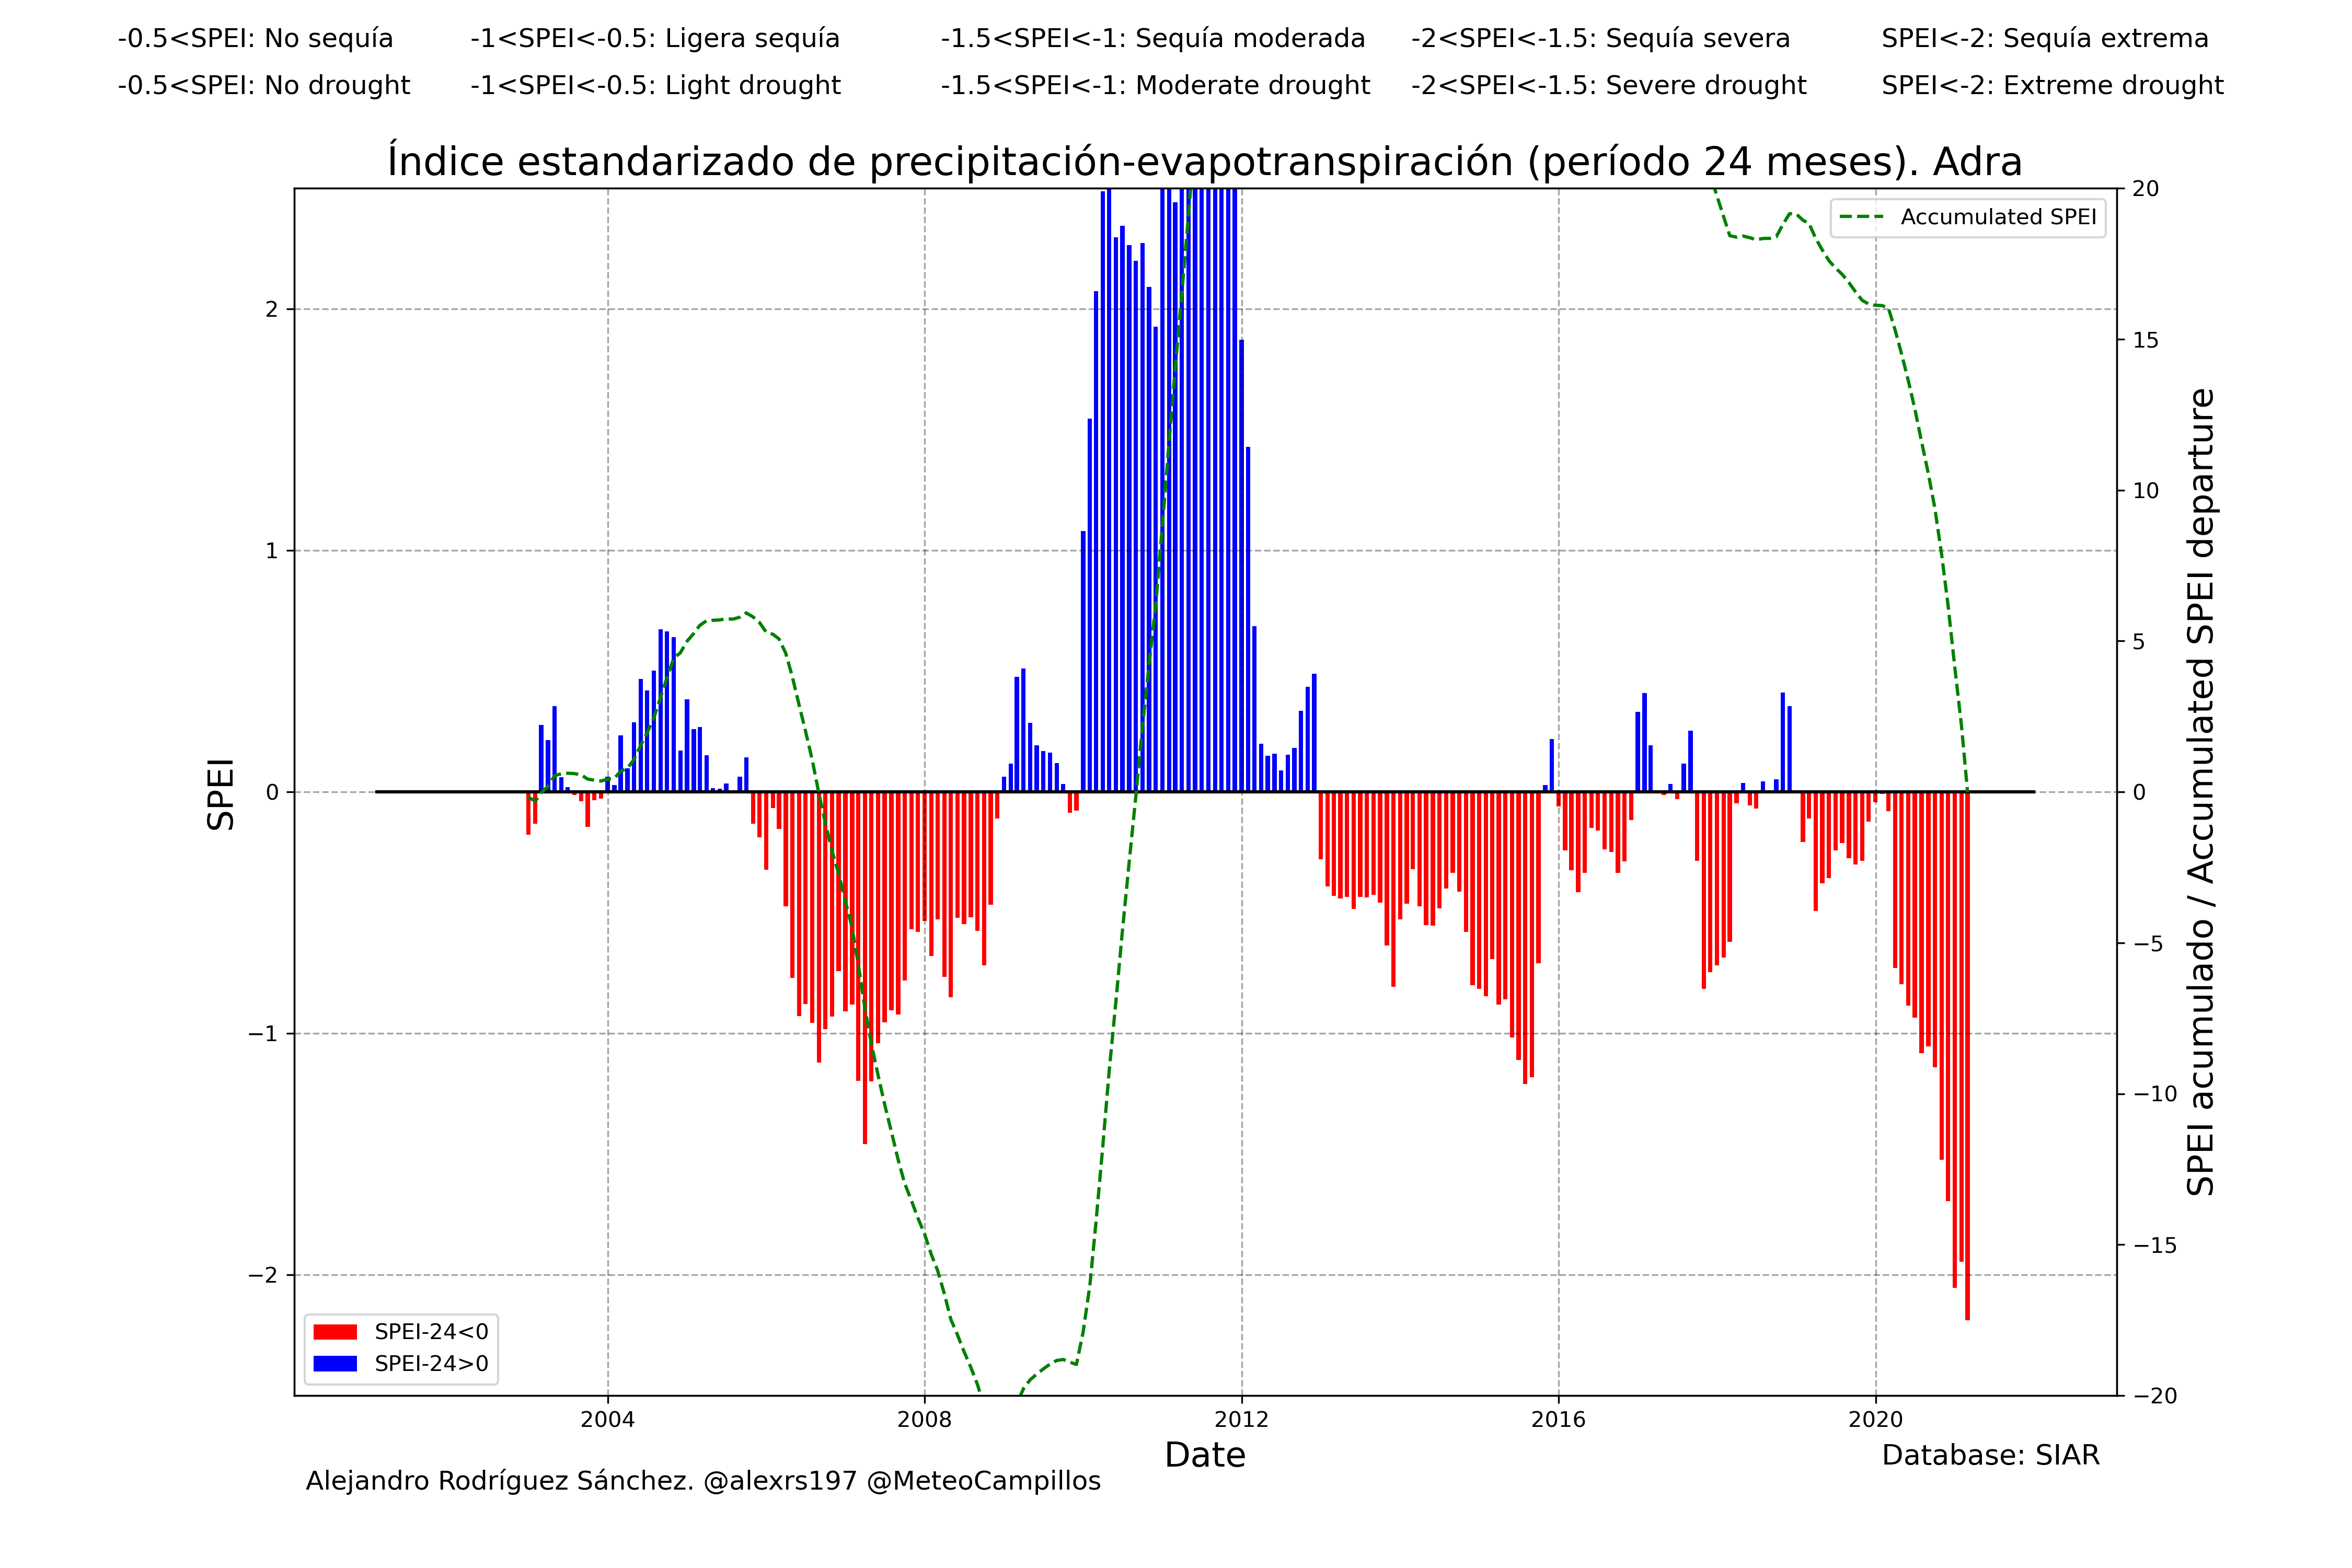 -0.5<SPEI: No sequía -1<SPEI<-0.5: Ligera sequía -1.5<SPEI<-1: Sequía moderada -2<SPEI<-1.5: Sequía severa SPEI<-2: Sequía extrema
-0.5<SPEI: No drought -1<SPEI<-0.5: Light drought -1.5<SPEI<-1: Moderate drought -2<SPEI<-1.5: Severe drought SPEI<-2: Extreme drought
Índice estandarizado de precipitación-evapotranspiración (período 24 meses). Adra
Accumulated SPEI
SPEI
2
1
0
−1
−2
20
15
10
5
0
−5
−10
−15
−20
SPEI acumulado / Accumulated SPEI departure
SPEI-24<0
SPEI-24>0
2004 2008 2012 2016 2020
Date
Database: SIAR
Alejandro Rodríguez Sánchez. @alexrs197 @MeteoCampillos